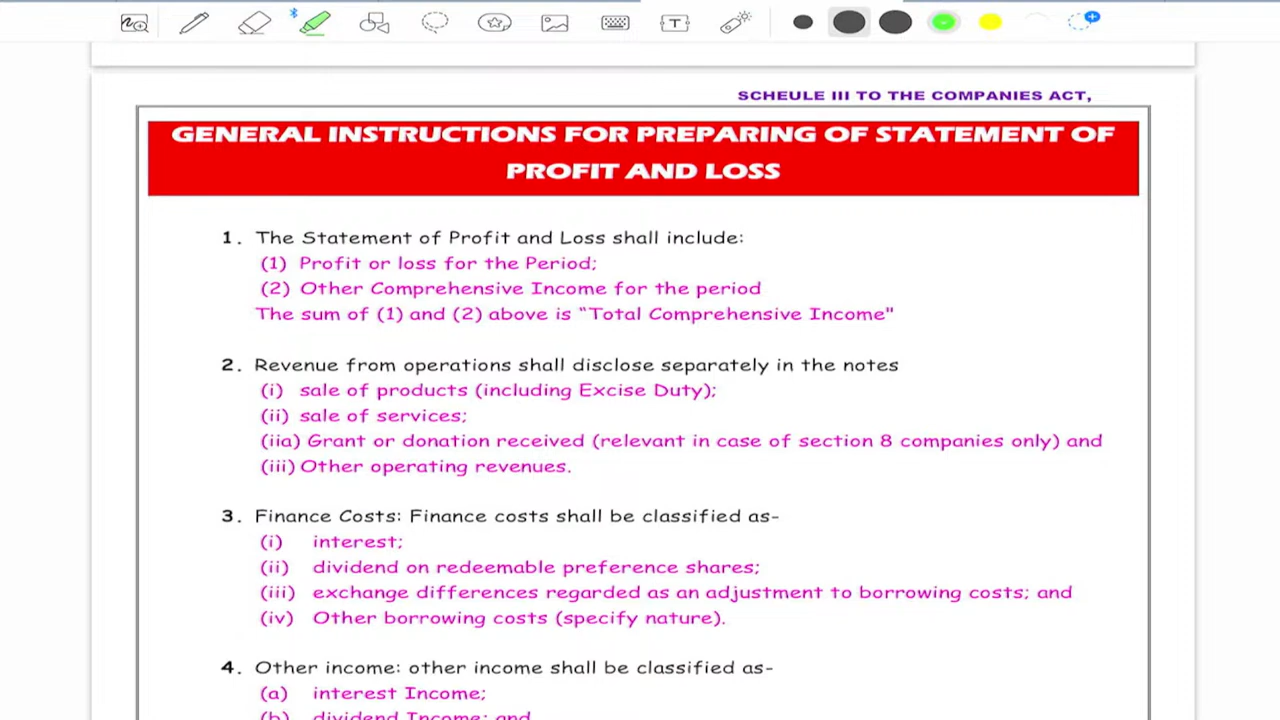 SCHEULE III TO THE COMPANIES ACT,
GENERAL INSTRUCTIONS FOR PREPARING OF STATEMENT OF
PROFIT AND LOSS
1. The Statement of Profit and Loss shall include:
(1) Profit or loss for the Period;
(2) Other Comprehensive Income for the period
The sum of (1) and (2) above is “Total Comprehensive Income"
2. Revenue from operations shall disclose separately in the notes
(i) sale of products (including Excise Duty);
(ii) sale of services;
(iia) Grant or donation received (relevant in case of section 8 companies only) and
(iii) Other operating revenues.
3. Finance Costs: Finance costs shall be classified as-
(i) interest;
(ii) dividend on redeemable preference shares;
(iii) exchange differences regarded as an adjustment to borrowing costs; and
(iv) Other borrowing costs (specify nature).
4. Other income: other income shall be classified as-
(a) interest Income;
(b) dividend Income; and